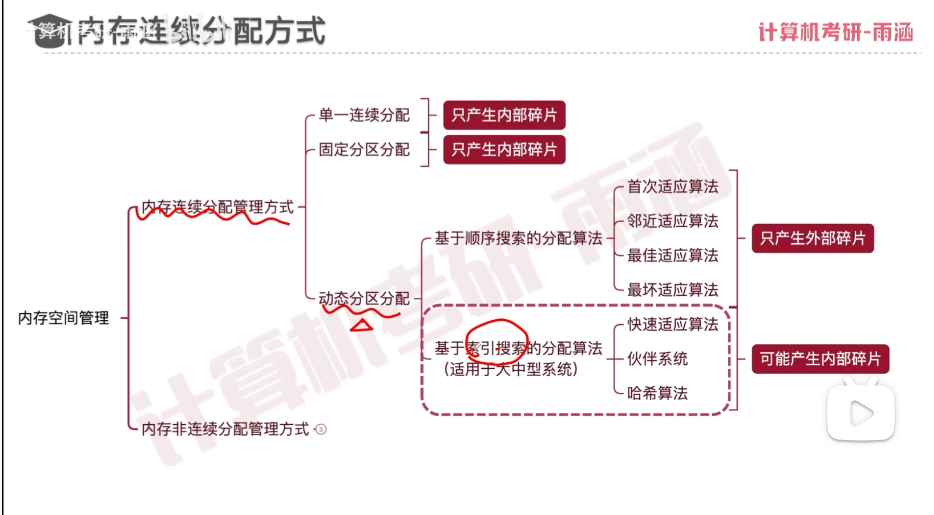 内存连续分配方式
计算机考研-雨涵
单一连续分配
只产生内部碎片
固定分区分配
只产生内部碎片
内存连续分配管理方式
首次适应算法
邻近适应算法
基于顺序搜索的分配算法
只产生外部碎片
最佳适应算法
最坏适应算法
动态分区分配
内存空间管理
快速适应算法
基于索引搜索的分配算法
(适用于大中型系统)
伙伴系统
可能产生内部碎片
哈希算法
内存非连续分配管理方式
3
计算机考研 雨涵